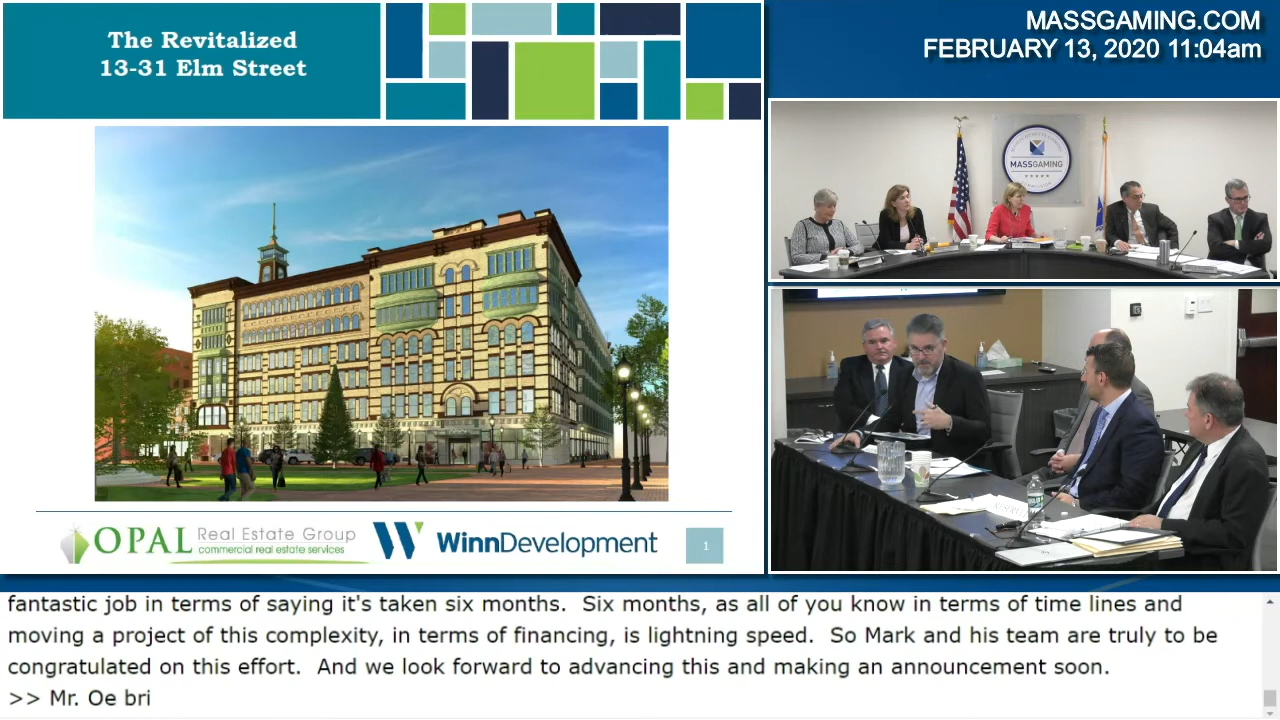 The Revitalized
13-31 Elm Street
MASSGAMING.COM
FEBRUARY 13, 2020 11:04am
MASSGAMING
OPAL Real Estate Group
commercial real estate services
WinnDevelopment
1
fantastic job in terms of saying it's taken six months.  Six months, as all of you know in terms of time lines and
moving a project of this complexity, in terms of financing, is lightning speed.  So Mark and his team are truly to be
congratulated on this effort.  And we look forward to advancing this and making an announcement soon.
>> Mr. Oe bri